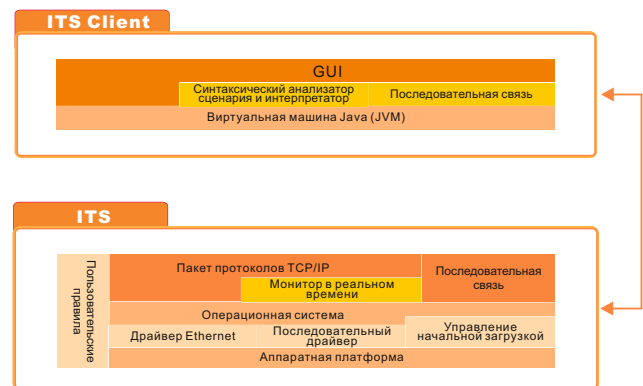 ITS Client
GUI
Синтаксический анализатор
сценария и интерпретатор
Последовательная связь
Виртуальная машина Java (JVM)
ITS
Пользовательские
правила
Пакет протоколов TCP/IP
Последовательная
связь
Монитор в реальном
времени
Операционная система
Драйвер Ethernet
Последовательный
драйвер
Управление
начальной загрузкой
Аппаратная платформа